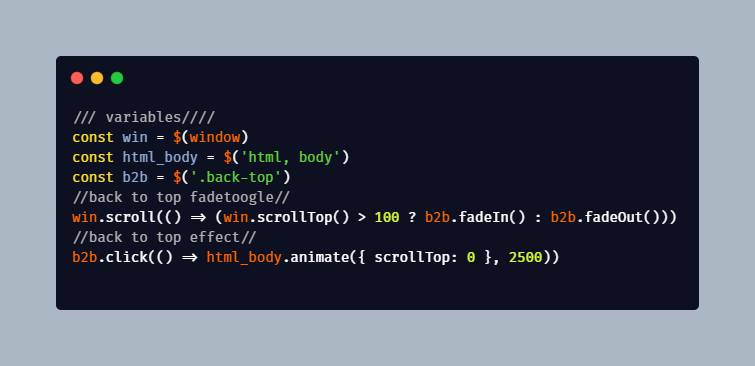 /// variables////
const win = $(window)
const html_body = $('html, body')
const b2b = $('.back-top')
//back to top fadetoogle//
win.scroll(() => (win.scrollTop() > 100 ? b2b.fadeIn() : b2b.fadeOut()))
//back to top effect//
b2b.click(() => html_body.animate({ scrollTop: 0 }, 2500))